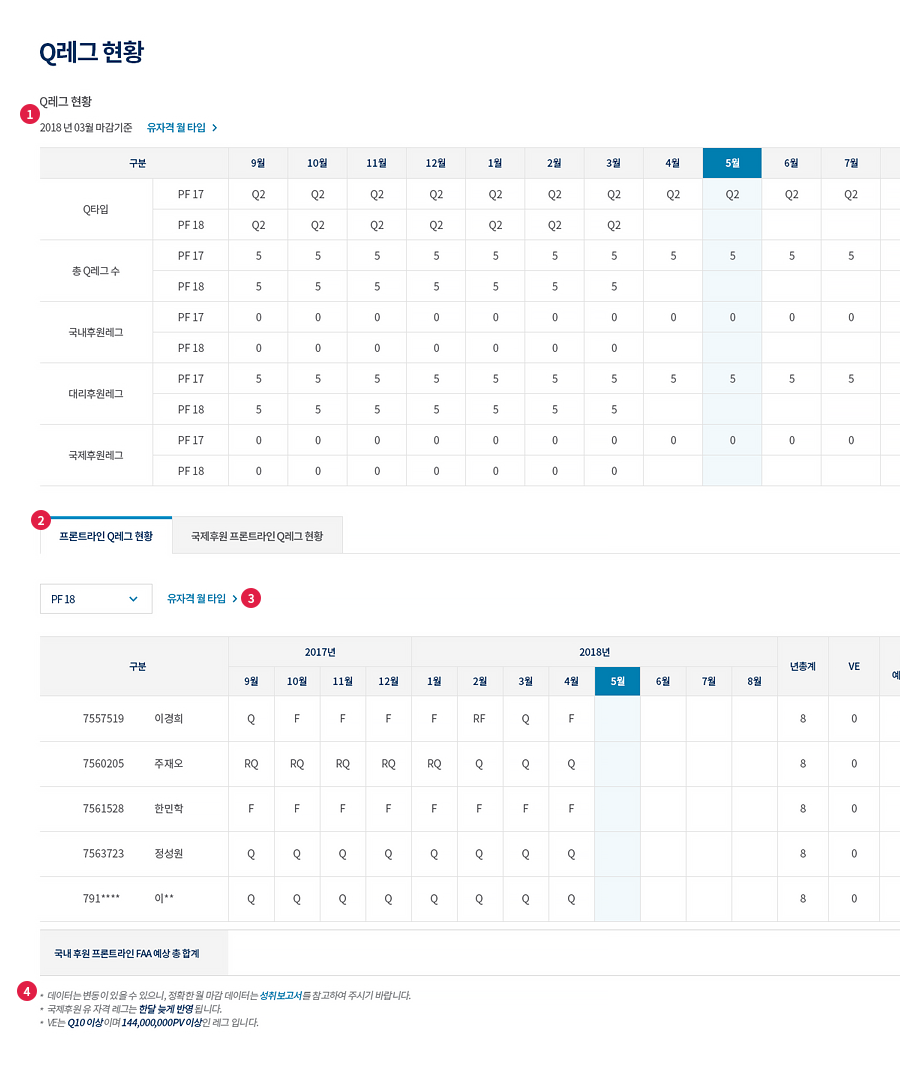 Q레그 현황
Q레그 현황
1
2018 년 03월 마감기준 유자격 월 타입 >
구분 9월 10월 11월 12월 1월 2월 3월 4월 5월 6월 7월
Q타입 PF 17 Q2 Q2 Q2 Q2 Q2 Q2 Q2 Q2 Q2 Q2 Q2
PF 18 Q2 Q2 Q2 Q2 Q2 Q2 Q2
총 Q레그 수 PF 17 5 5 5 5 5 5 5 5 5 5 5
PF 18 5 5 5 5 5 5 5
국내후원레그 PF 17 0 0 0 0 0 0 0 0 0 0 0
PF 18 0 0 0 0 0 0 0
대리후원레그 PF 17 5 5 5 5 5 5 5 5 5 5 5
PF 18 5 5 5 5 5 5 5
국제후원레그 PF 17 0 0 0 0 0 0 0 0 0 0 0
PF 18 0 0 0 0 0 0 0
2
프론트라인 Q레그 현황 국제후원 프론트라인 Q레그 현황
PF 18 유자격 월 타입 > 3
구분 2017년 2018년 년총계 VE 예
9월 10월 11월 12월 1월 2월 3월 4월 5월 6월 7월 8월
7557519 이경희 Q F F F F RF Q F 8 0
7560205 주재오 RQ RQ RQ RQ RQ Q Q Q 8 0
7561528 한민학 F F F F F F F F 8 0
7563723 정성원 Q Q Q Q Q Q Q Q 8 0
791**** 이** Q Q Q Q Q Q Q Q 8 0
국내 후원 프론트라인 FAA 예상 총 합계
4
* 데이터는 변동이 있을 수 있으니, 정확한 월 마감 데이터는 성취보고서를 참고하여 주시기 바랍니다.
* 국제후원 유 자격 레그는 한달 늦게 반영 됩니다.
* VE는 Q10 이상이며 144,000,000PV 이상인 레그 입니다.